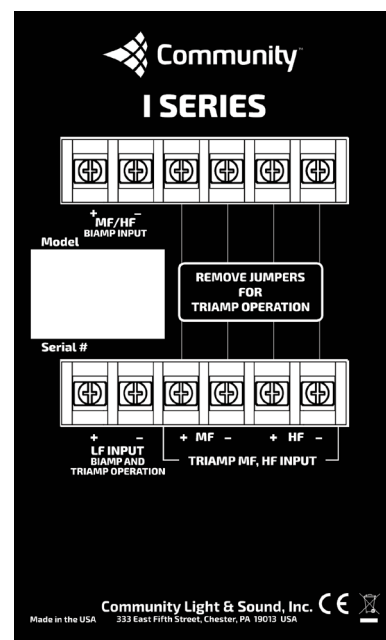 Community™
I SERIES
+ −
MF/HF
BIAMP INPUT
Model
REMOVE JUMPERS
FOR
TRIAMP OPERATION
Serial #
+ − + MF − + HF −
LF INPUT
BIAMP AND
TRIAMP OPERATION
TRIAMP MF, HF INPUT
Community Light & Sound, Inc. CE
Made in the USA 333 East Fifth Street, Chester, PA 19013 USA